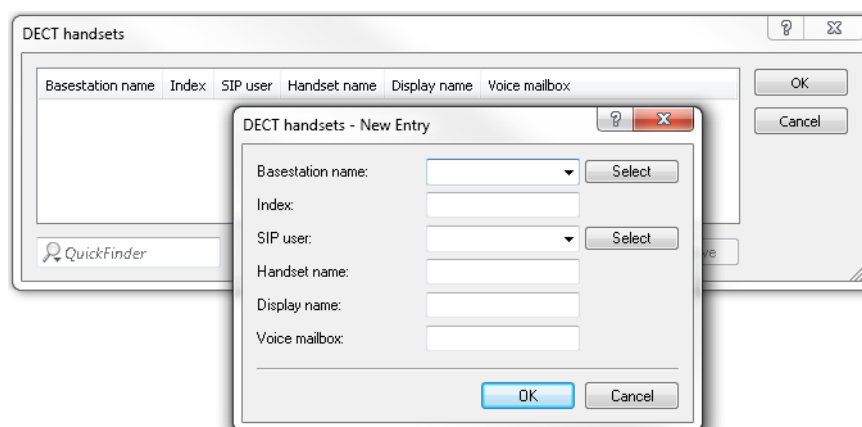 DECT handsets
Basestation name Index SIP user Handset name Display name Voice mailbox
OK
Cancel
QuickFinder
DECT handsets - New Entry
Basestation name: Select
Index:
SIP user: Select
Handset name:
Display name:
Voice mailbox:
OK Cancel